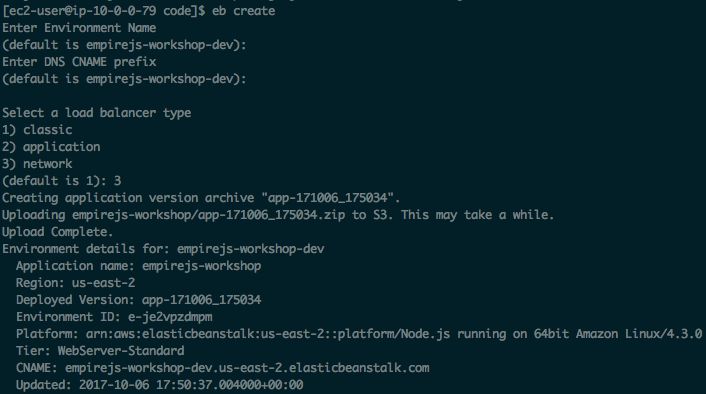 [ec2-user@ip-10-0-0-79 code]$ eb create
Enter Environment Name
(default is empirejs-workshop-dev):
Enter DNS CNAME prefix
(default is empirejs-workshop-dev):
Select a load balancer type
1) classic
2) application
3) network
(default is 1): 3
Creating application version archive "app-171006_175034".
Uploading empirejs-workshop/app-171006_175034.zip to S3. This may take a while.
Upload Complete.
Environment details for: empirejs-workshop-dev
Application name: empirejs-workshop
Region: us-east-2
Deployed Version: app-171006_175034
Environment ID: e-je2vpzdmpm
Platform: arn:aws:elasticbeanstalk:us-east-2::platform/Node.js running on 64bit Amazon Linux/4.3.0
Tier: WebServer-Standard
CNAME: empirejs-workshop-dev.us-east-2.elasticbeanstalk.com
Updated: 2017-10-06 17:50:37.004000+00:00